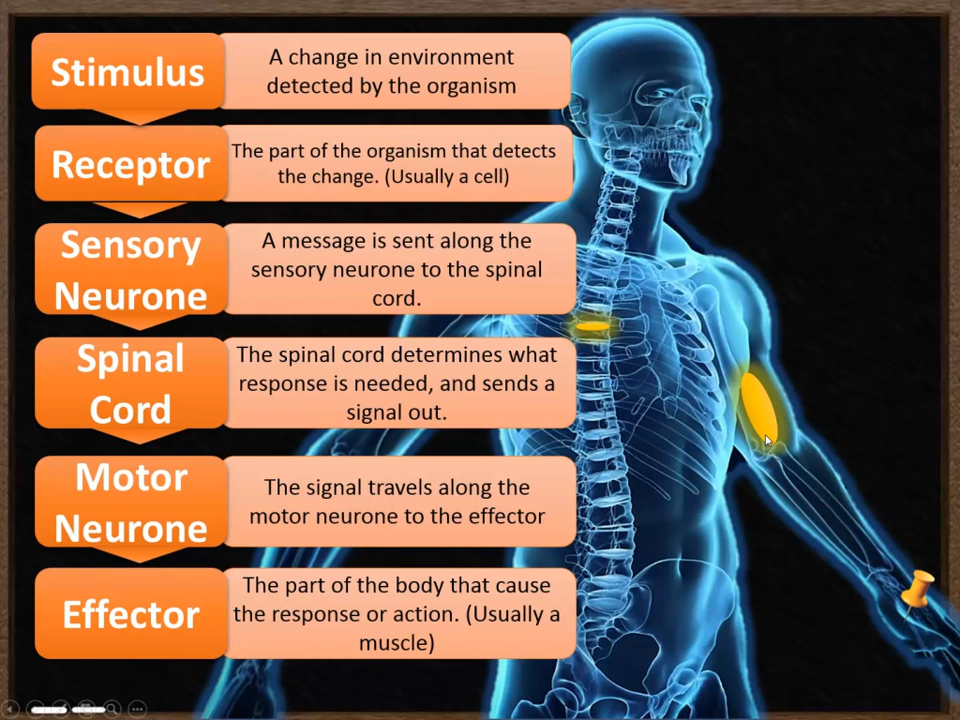 Stimulus
A change in environment
detected by the organism
Receptor
The part of the organism that detects
the change. (Usually a cell)
Sensory
Neurone
A message is sent along the
sensory neurone to the spinal
cord.
Spinal
Cord
The spinal cord determines what
response is needed, and sends a
signal out.
Motor
Neurone
The signal travels along the
motor neurone to the effector
Effector
The part of the body that cause
the response or action. (Usually a
muscle)